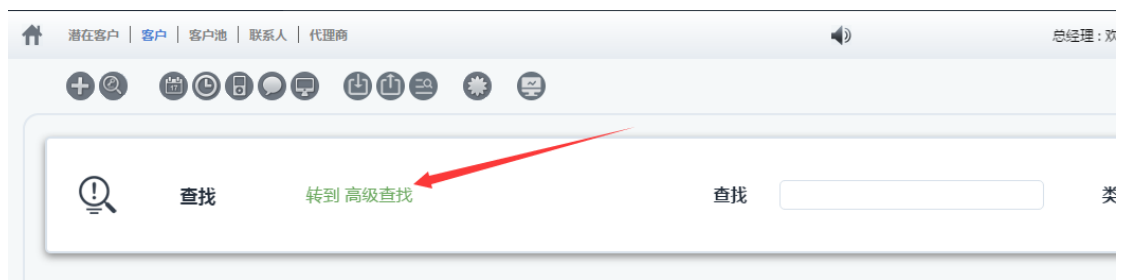 潜在客户 | 客户 | 客户池 | 联系人 | 代理商 总经理 : 欢
17
查找 转到 高级查找 查找 类